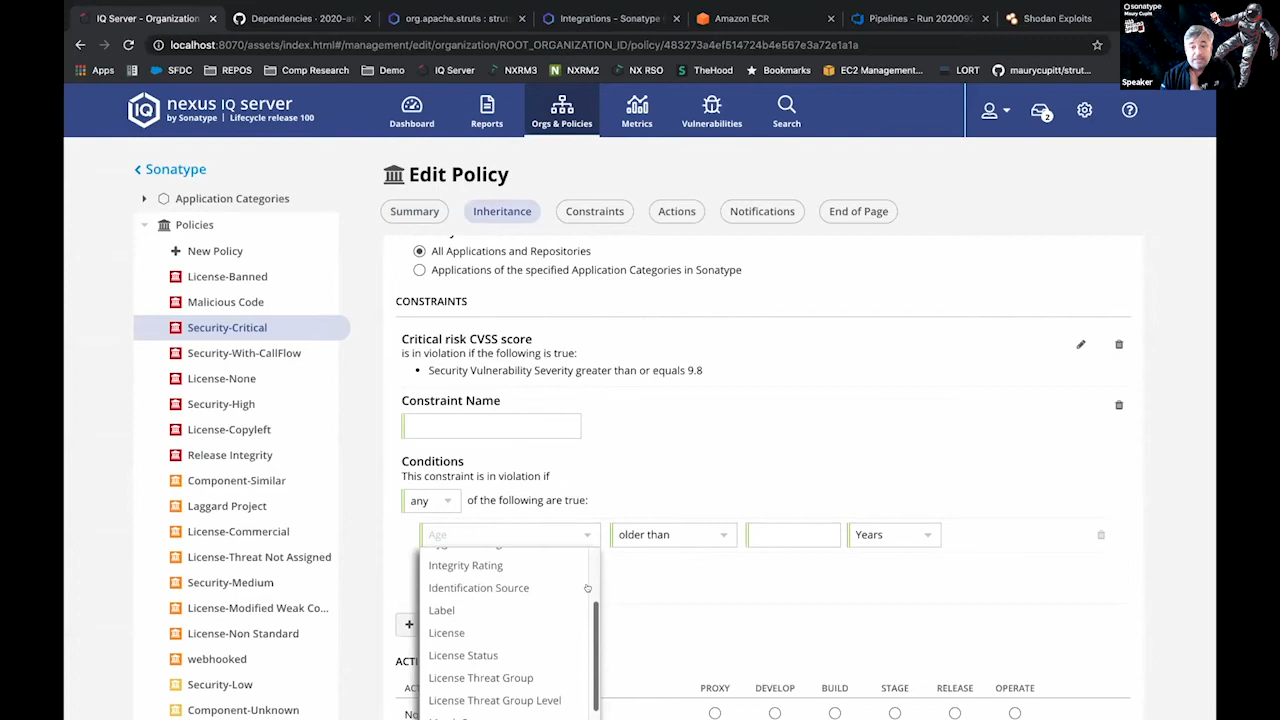 IQ Server - Organization
Dependencies · 2020-at
org.apache.struts : struts
Integrations - Sonatype
Amazon ECR
Pipelines - Run 2020092
Shodan Exploits
localhost:8070/assets/index.html#/management/edit/organization/ROOT_ORGANIZATION_ID/policy/483273a4ef514724b4e567e3a72e1a1a
Apps
SFDC
REPOS
Comp Research
Demo
IQ Server
NXRM3
NXRM2
NX RSO
TheHood
Bookmarks
EC2 Management...
LORT
maurycupitt/strut...
sonatype
Maury Cupitt
Speaker
IQ
nexus IQ server
by Sonatype | Lifecycle release 100
Dashboard
Reports
Orgs & Policies
Metrics
Vulnerabilities
Search
2
Sonatype
Application Categories
Policies
New Policy
License-Banned
Malicious Code
Security-Critical
Security-With-CallFlow
License-None
Security-High
License-Copyleft
Release Integrity
Component-Similar
Laggard Project
License-Commercial
License-Threat Not Assigned
Security-Medium
License-Modified Weak Co...
License-Non Standard
webhooked
Security-Low
Component-Unknown
Edit Policy
Summary
Inheritance
Constraints
Actions
Notifications
End of Page
All Applications and Repositories
Applications of the specified Application Categories in Sonatype
CONSTRAINTS
Critical risk CVSS score
is in violation if the following is true:
• Security Vulnerability Severity greater than or equals 9.8
Constraint Name
Conditions
This constraint is in violation if
any of the following are true:
Age older than Years
Integrity Rating
Identification Source
Label
License
License Status
License Threat Group
License Threat Group Level
+
PROXY DEVELOP BUILD STAGE RELEASE OPERATE